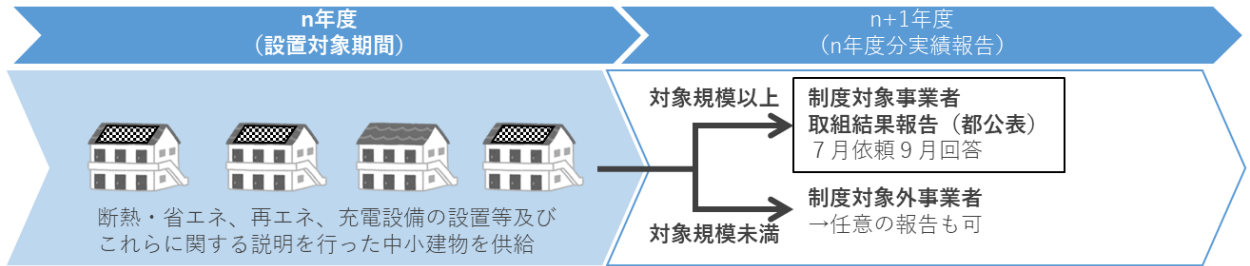 n年度
（設置対象期間）
n+1年度
（n年度分実績報告）
対象規模以上
制度対象事業者
取組結果報告（都公表）
７月依頼９月回答
断熱・省エネ、再エネ、充電設備の設置等及び
これらに関する説明を行った中小建物を供給
制度対象外事業者
→任意の報告も可
対象規模未満